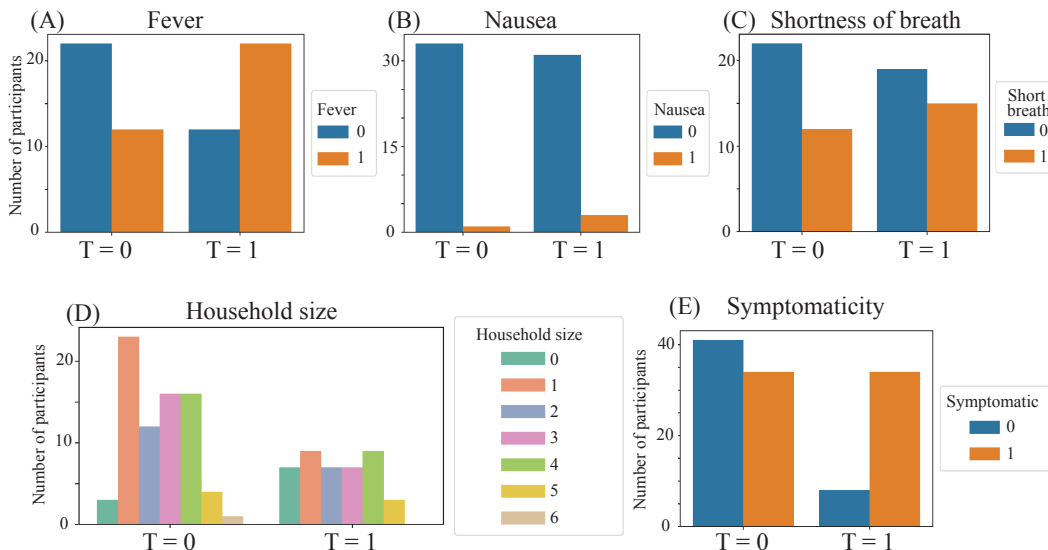 (A)
Fever
Number of participants
20
10
0
T = 0
T = 1
Fever
0
1
(B)
Nausea
30
15
0
T = 0
T = 1
Nausea
0
1
(C)
Shortness of breath
20
10
0
T = 0
T = 1
Short
breath
0
1
(D)
Household size
Number of participants
20
10
0
T = 0
T = 1
Household size
0
1
2
3
4
5
6
(E)
Symptomaticity
Number of participants
40
20
0
T = 0
T = 1
Symptomatic
0
1